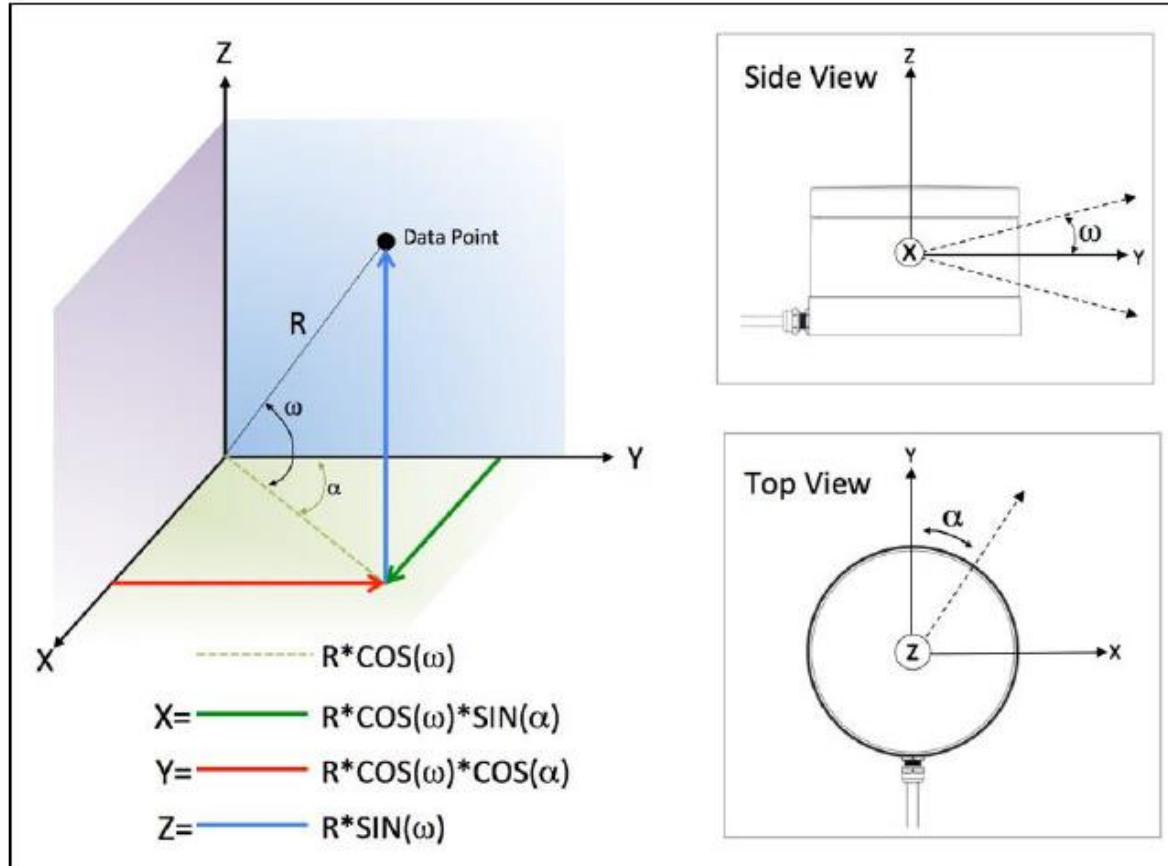 Z
Data Point
R
ω
α
Y
X
R*COS(ω)
X= R*COS(ω)*SIN(α)
Y= R*COS(ω)*COS(α)
Z= R*SIN(ω)
Side View
Z
X
ω
Y
Top View
Y
α
Z
X